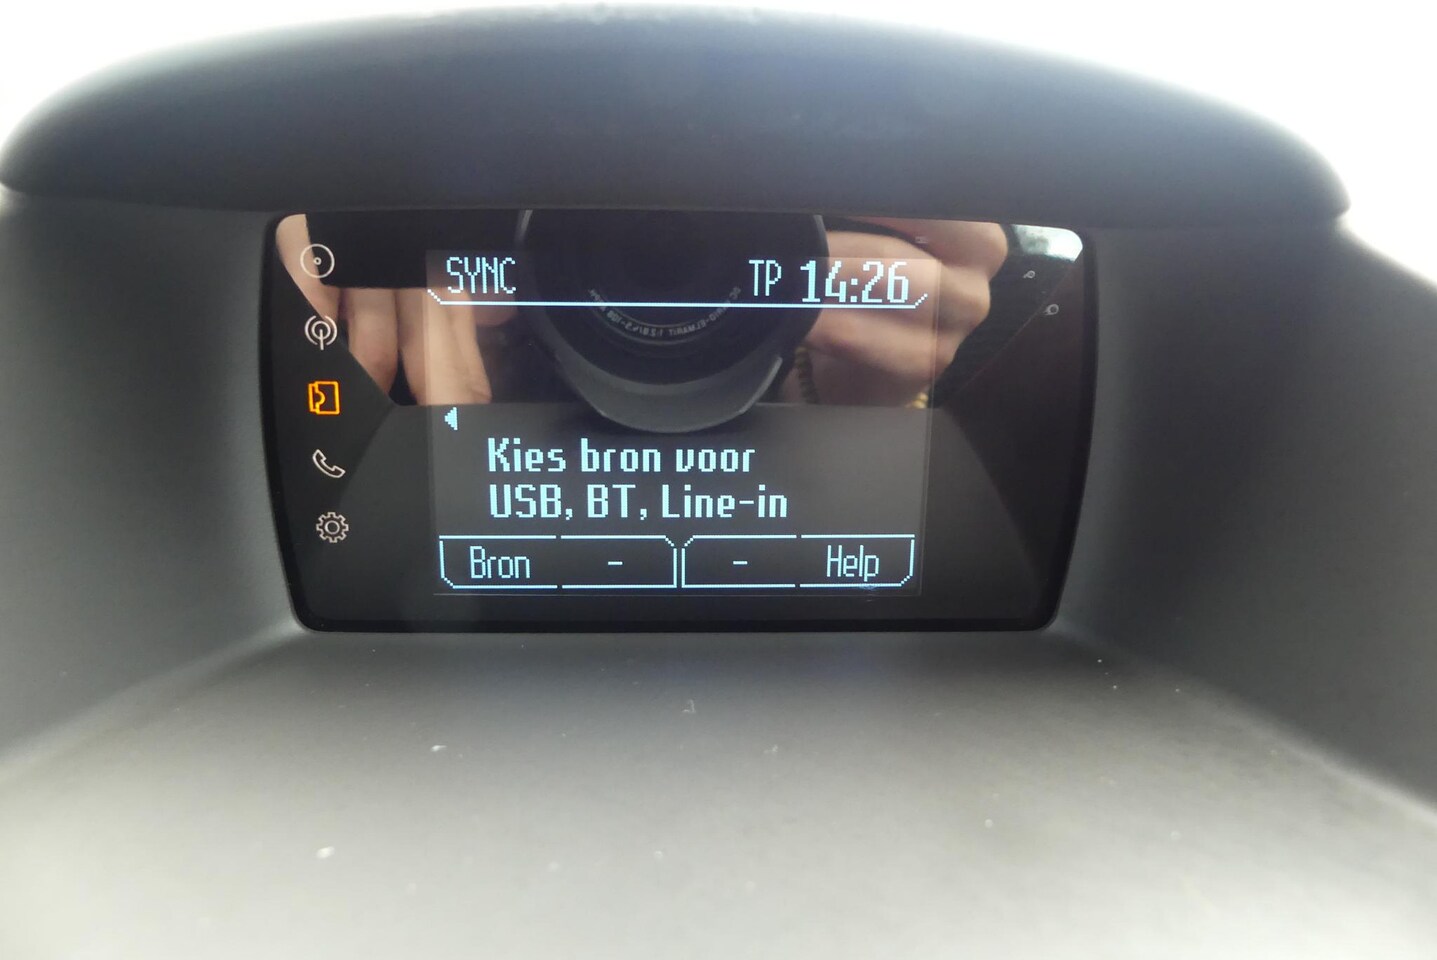 SYNC TP 14:26
Kies bron voor
USB, BT, Line-in
Bron - - Help